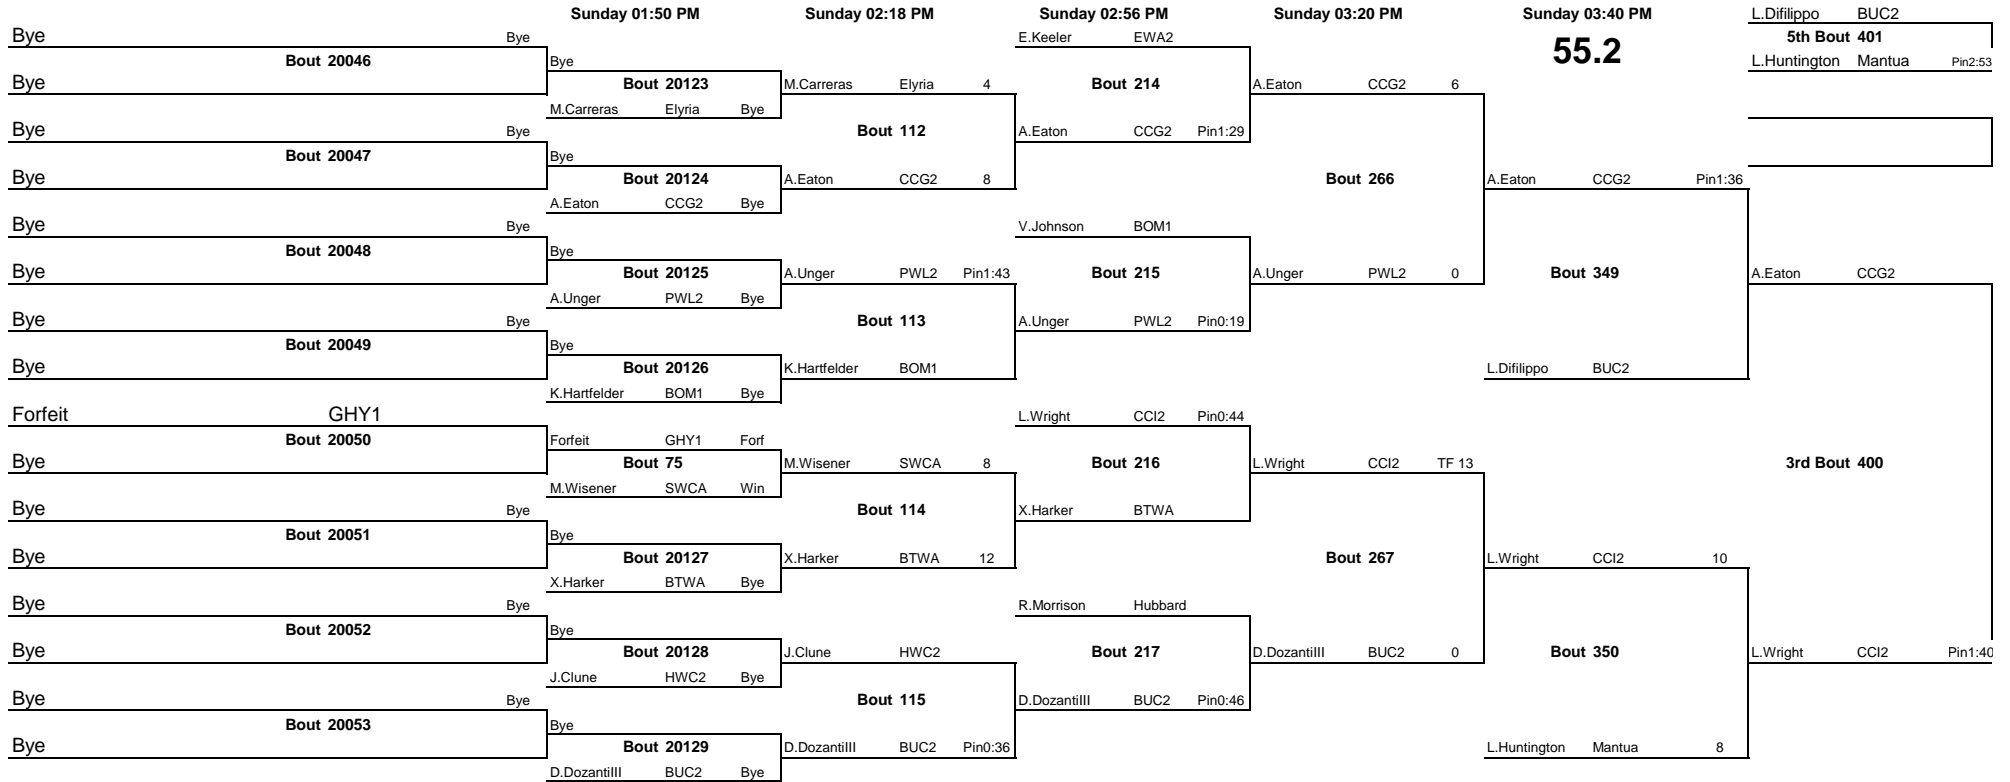 Sunday 01:50 PM Sunday 02:18 PM Sunday 02:56 PM Sunday 03:20 PM Sunday 03:40 PM L.Difilippo BUC2
Bye Bye E.Keeler EWA2 55.2 5th Bout 401
Bout 20046 Bye L.Huntington Mantua Pin2:53
Bye Bout 20123 M.Carreras Elyria 4 Bout 214 A.Eaton CCG2 6
M.Carreras Elyria Bye
Bye Bye Bout 112 A.Eaton CCG2 Pin1:29
Bout 20047 Bye
Bye Bout 20124 A.Eaton CCG2 8 Bout 266 A.Eaton CCG2 Pin1:36
A.Eaton CCG2 Bye
Bye Bye V.Johnson BOM1
Bout 20048 Bye
Bye Bout 20125 A.Unger PWL2 Pin1:43 Bout 215 A.Unger PWL2 0 Bout 349 A.Eaton CCG2
A.Unger PWL2 Bye
Bye Bye Bout 113 A.Unger PWL2 Pin0:19
Bout 20049 Bye
Bye Bout 20126 K.Hartfelder BOM1 L.Difilippo BUC2
K.Hartfelder BOM1 Bye
Forfeit GHY1 L.Wright CCI2 Pin0:44
Bout 20050 Forfeit GHY1 Forf
Bye Bout 75 M.Wisener SWCA 8 Bout 216 L.Wright CCI2 TF 13 3rd Bout 400
M.Wisener SWCA Win
Bye Bye Bout 114 X.Harker BTWA
Bout 20051 Bye
Bye Bout 20127 X.Harker BTWA 12 Bout 267 L.Wright CCI2 10
X.Harker BTWA Bye
Bye Bye R.Morrison Hubbard
Bout 20052 Bye
Bye Bout 20128 J.Clune HWC2 Bout 217 D.DozantiIII BUC2 0 Bout 350 L.Wright CCI2 Pin1:40
J.Clune HWC2 Bye
Bye Bye Bout 115 D.DozantiIII BUC2 Pin0:46
Bout 20053 Bye
Bye Bout 20129 D.DozantiIII BUC2 Pin0:36 L.Huntington Mantua 8
D.DozantiIII BUC2 Bye